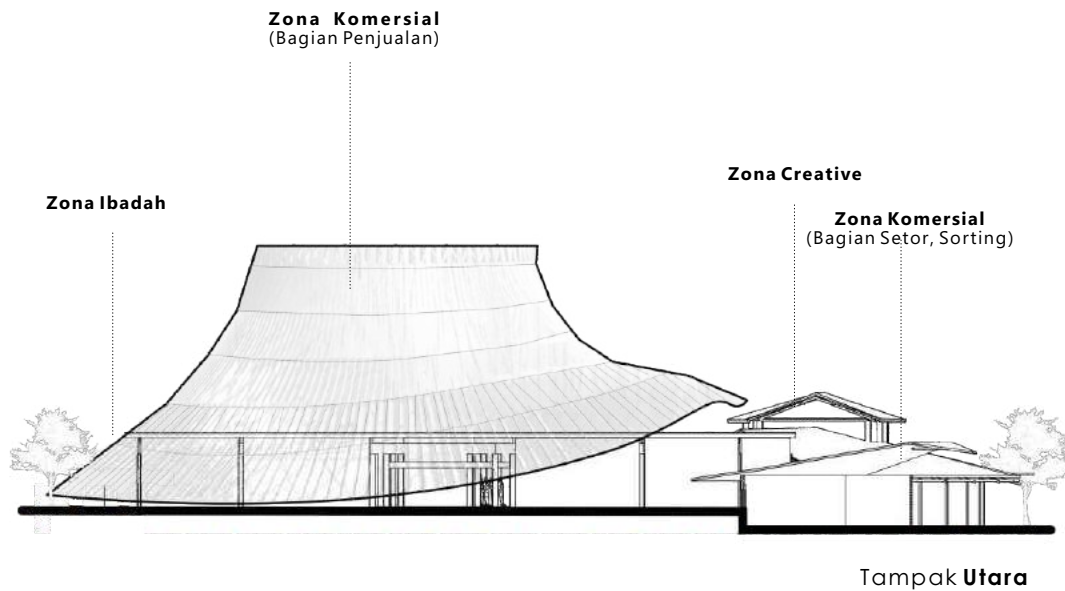 Zona Komersial
(Bagian Penjualan)
Zona Ibadah
Zona Creative
Zona Komersial
(Bagian Setor, Sorting)
Tampak Utara